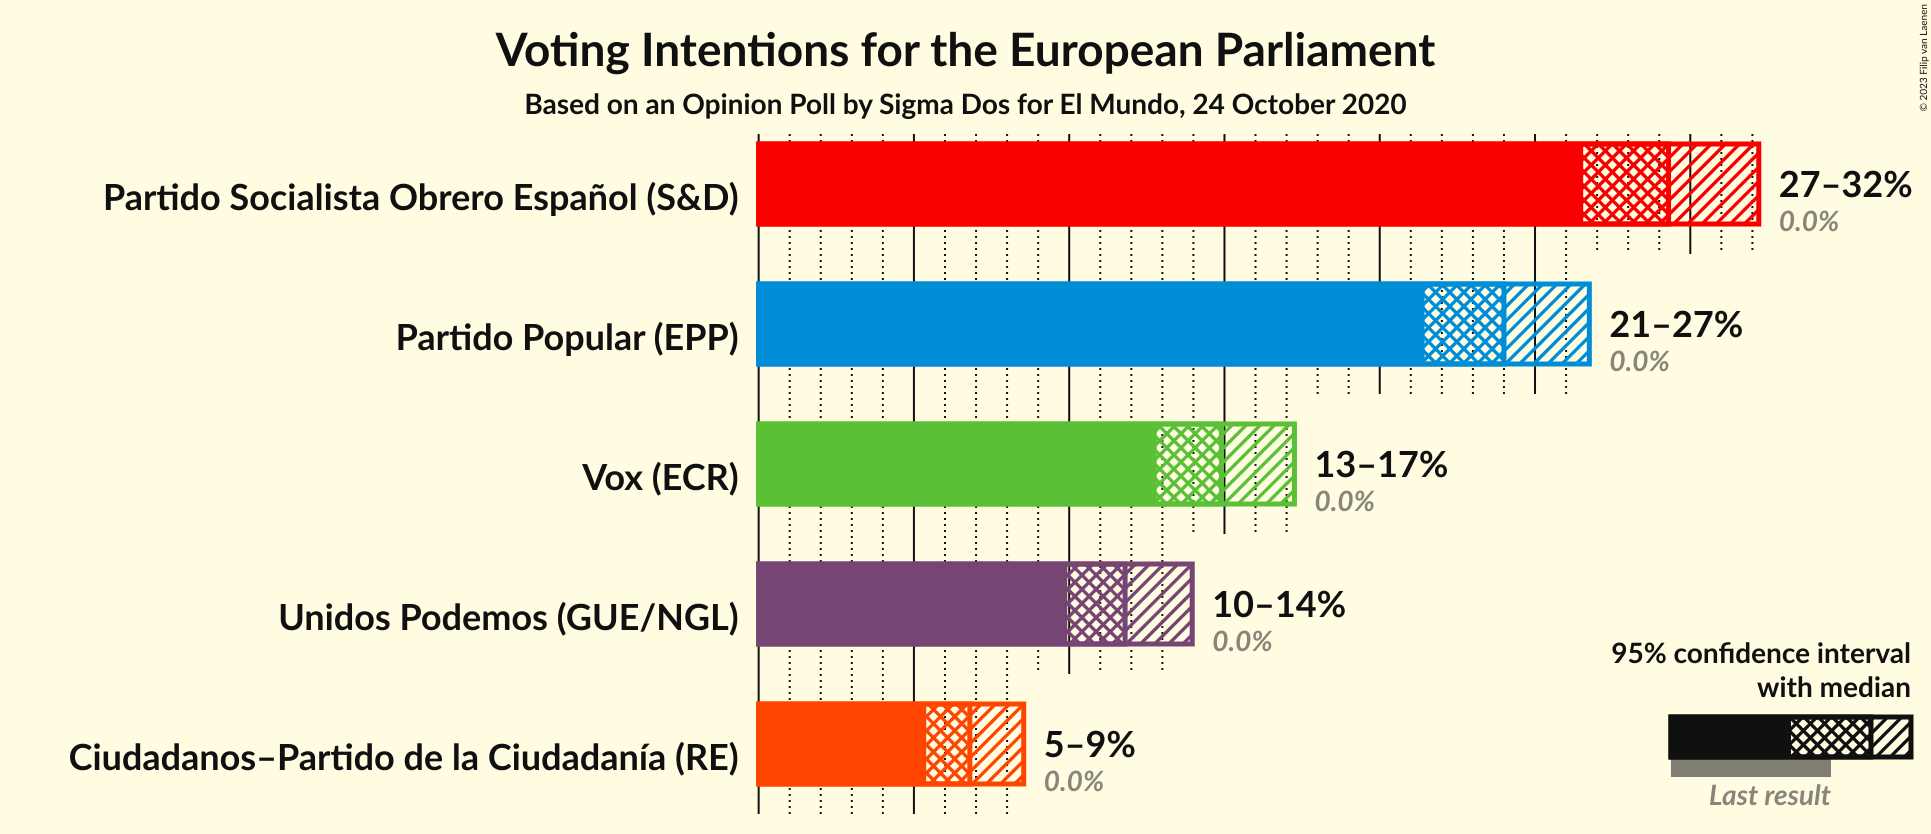 Voting Intentions for the European Parliament
Based on an Opinion Poll by Sigma Dos for El Mundo, 24 October 2020
© 2023 Filip van Laenen
Partido Socialista Obrero Español (S&D)
27–32%
0.0%
Partido Popular (EPP)
21–27%
0.0%
Vox (ECR)
13–17%
0.0%
Unidos Podemos (GUE/NGL)
10–14%
0.0%
Ciudadanos–Partido de la Ciudadanía (RE)
5–9%
0.0%
95% confidence interval
with median
Last result